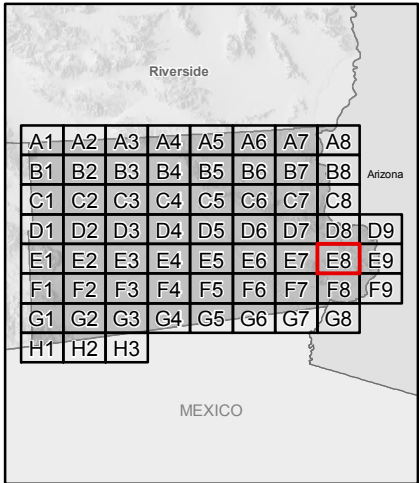 Riverside
A1 A2 A3 A4 A5 A6 A7 A8
B1 B2 B3 B4 B5 B6 B7 B8 Arizona
C1 C2 C3 C4 C5 C6 C7 C8
D1 D2 D3 D4 D5 D6 D7 D8 D9
E1 E2 E3 E4 E5 E6 E7 E8 E9
F1 F2 F3 F4 F5 F6 F7 F8 F9
G1 G2 G3 G4 G5 G6 G7 G8
H1 H2 H3
MEXICO